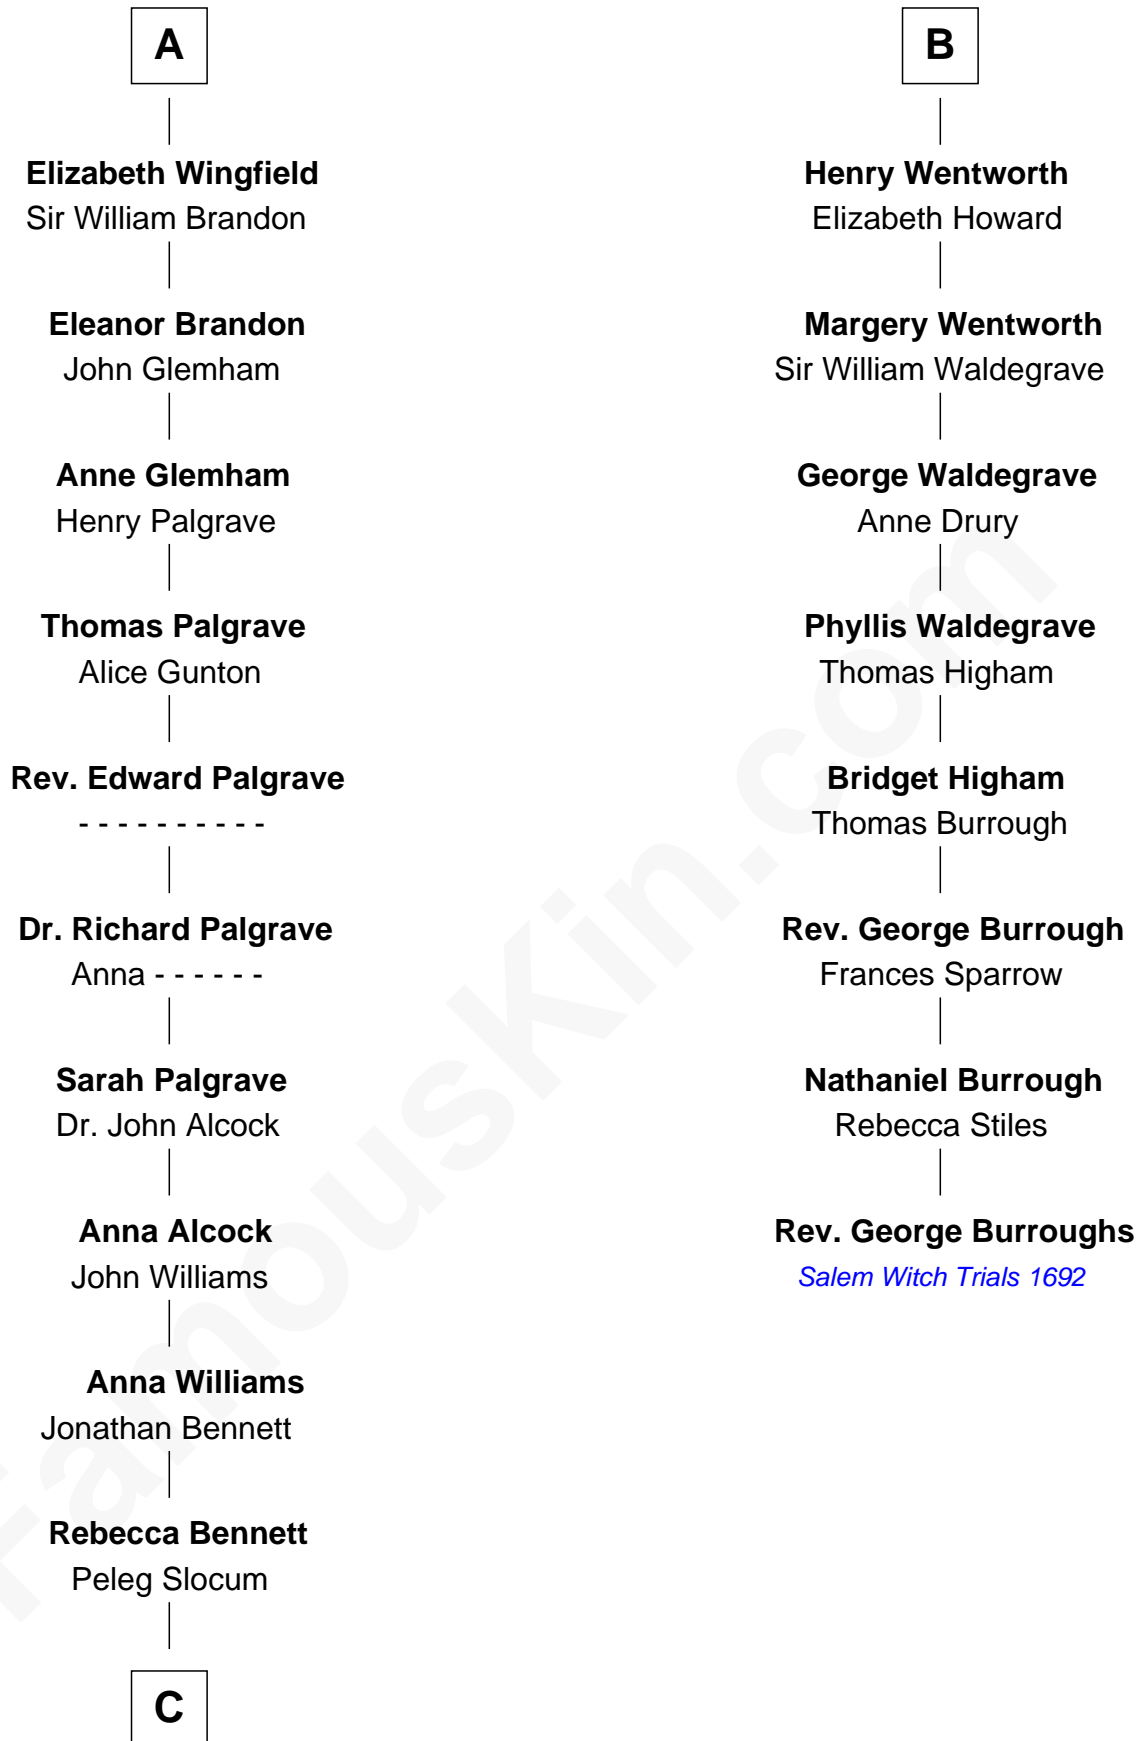 A
Elizabeth Wingfield
Sir William Brandon
Eleanor Brandon
John Glemham
Anne Glemham
Henry Palgrave
Thomas Palgrave
Alice Gunton
Rev. Edward Palgrave
- - - - - - - - - -
Dr. Richard Palgrave
Anna - - - - - -
Sarah Palgrave
Dr. John Alcock
Anna Alcock
John Williams
Anna Williams
Jonathan Bennett
Rebecca Bennett
Peleg Slocum
C
B
Henry Wentworth
Elizabeth Howard
Margery Wentworth
Sir William Waldegrave
George Waldegrave
Anne Drury
Phyllis Waldegrave
Thomas Higham
Bridget Higham
Thomas Burrough
Rev. George Burrough
Frances Sparrow
Nathaniel Burrough
Rebecca Stiles
Rev. George Burroughs
Salem Witch Trials 1692
FamousKin.com